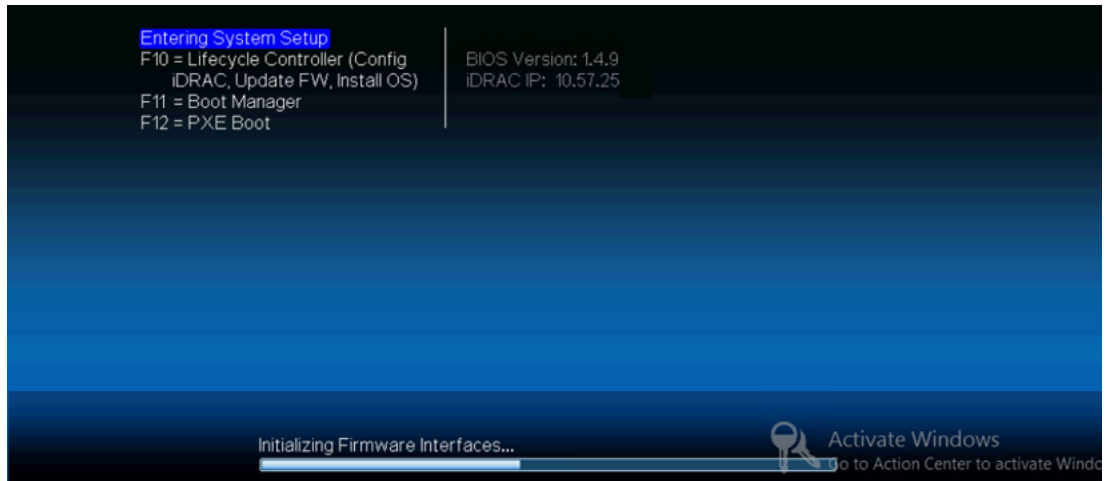 Entering System Setup
F10 = Lifecycle Controller (Config
iDRAC, Update FW, Install OS)
F11 = Boot Manager
F12 = PXE Boot
BIOS Version: 1.4.9
iDRAC IP: 10.57.25
Initializing Firmware Interfaces...
Activate Windows
Go to Action Center to activate Windo